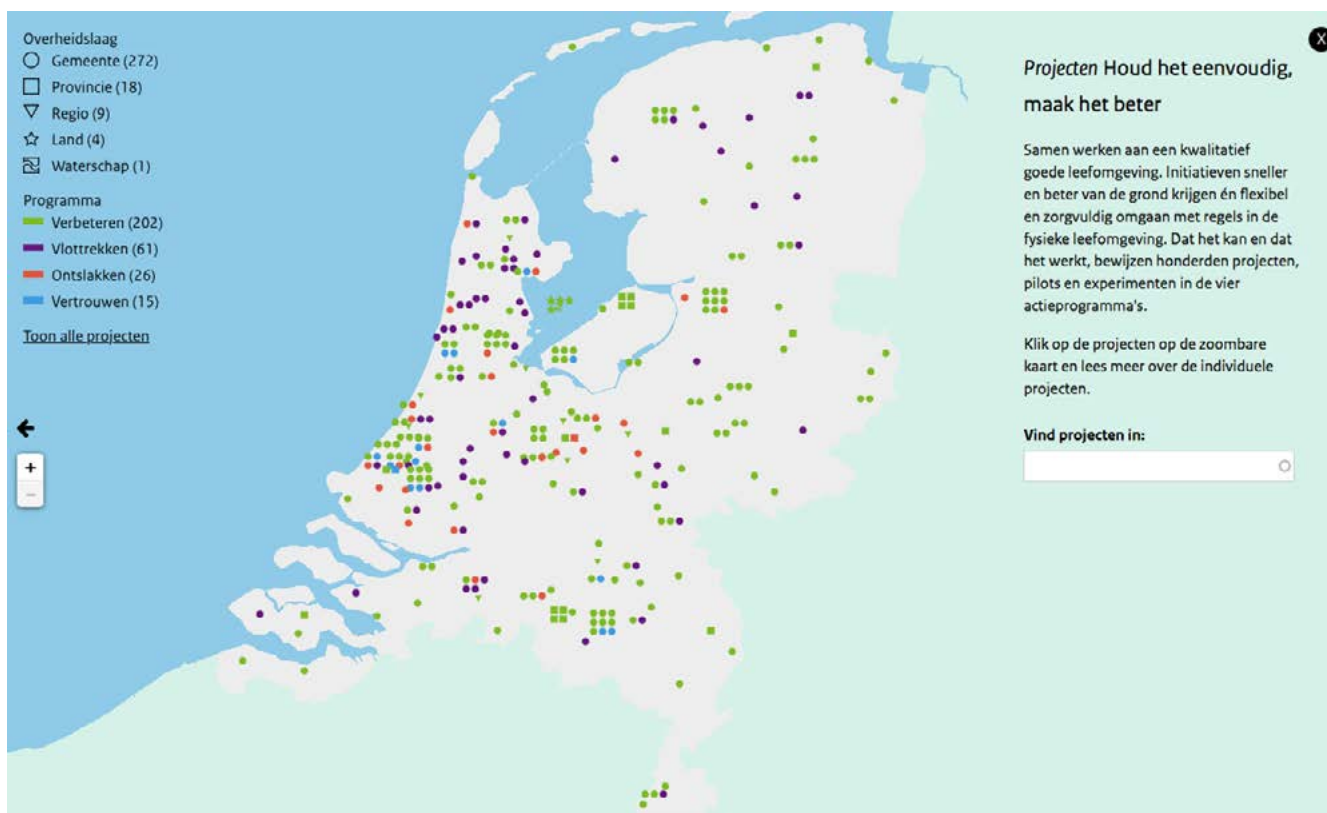 Overheidslaag
Gemeente (272)
Provincie (18)
Regio (9)
Land (4)
Waterschap (1)
Programma
Verbeteren (202)
Vlottrekken (61)
Ontslakken (26)
Vertrouwen (15)
Toon alle projecten
+
−
X
Projecten Houd het eenvoudig,
maak het beter
Samen werken aan een kwalitatief
goede leefomgeving. Initiatieven sneller
en beter van de grond krijgen én flexibel
en zorgvuldig omgaan met regels in de
fysieke leefomgeving. Dat het kan en dat
het werkt, bewijzen honderden projecten,
pilots en experimenten in de vier
actieprogramma's.
Klik op de projecten op de zoombare
kaart en lees meer over de individuele
projecten.
Vind projecten in: